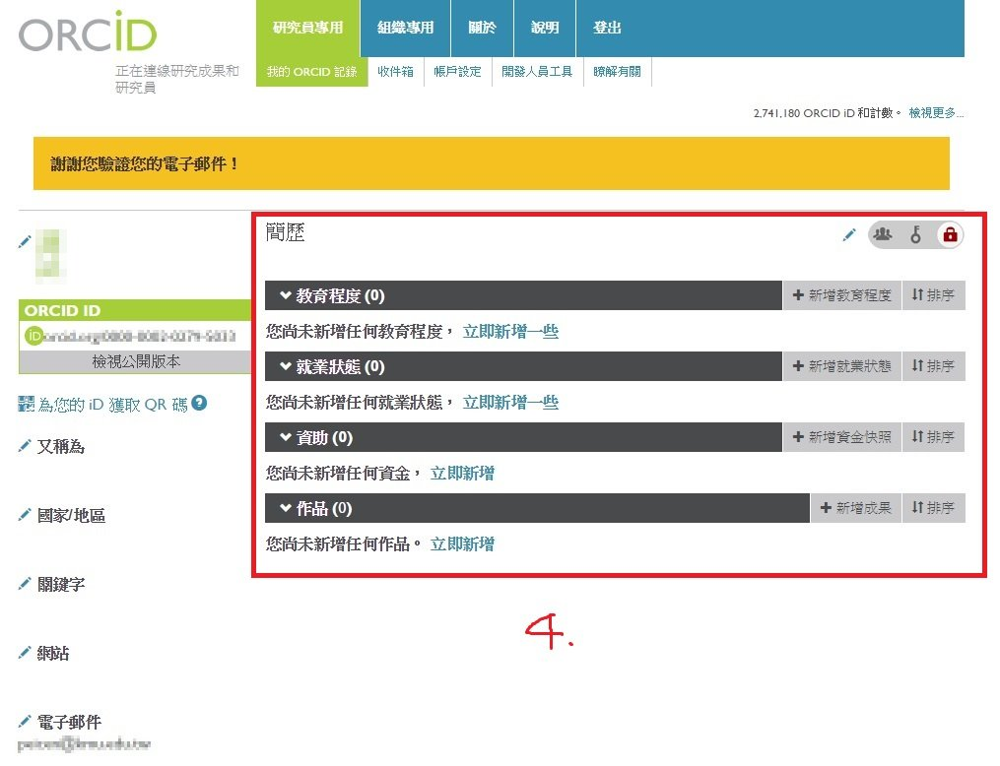 ORCID
正在連線研究成果和
研究員
研究員專用 組織專用 關於 說明 登出
我的 ORCID 記錄 收件箱 帳戶設定 開發人員工具 瞭解有關
2,741,180 ORCID iD 和計數。 檢視更多...
謝謝您驗證您的電子郵件！
簡歷
ORCID ID
iD
檢視公開版本
為您的 iD 獲取 QR 碼 ?
又稱為
國家/地區
關鍵字
網站
電子郵件
教育程度 (0) 新增教育程度 排序
您尚未新增任何教育程度， 立即新增一些
就業狀態 (0) 新增就業狀態 排序
您尚未新增任何就業狀態， 立即新增一些
資助 (0) 新增資金快照 排序
您尚未新增任何資金， 立即新增
作品 (0) 新增成果 排序
您尚未新增任何作品。 立即新增
4.